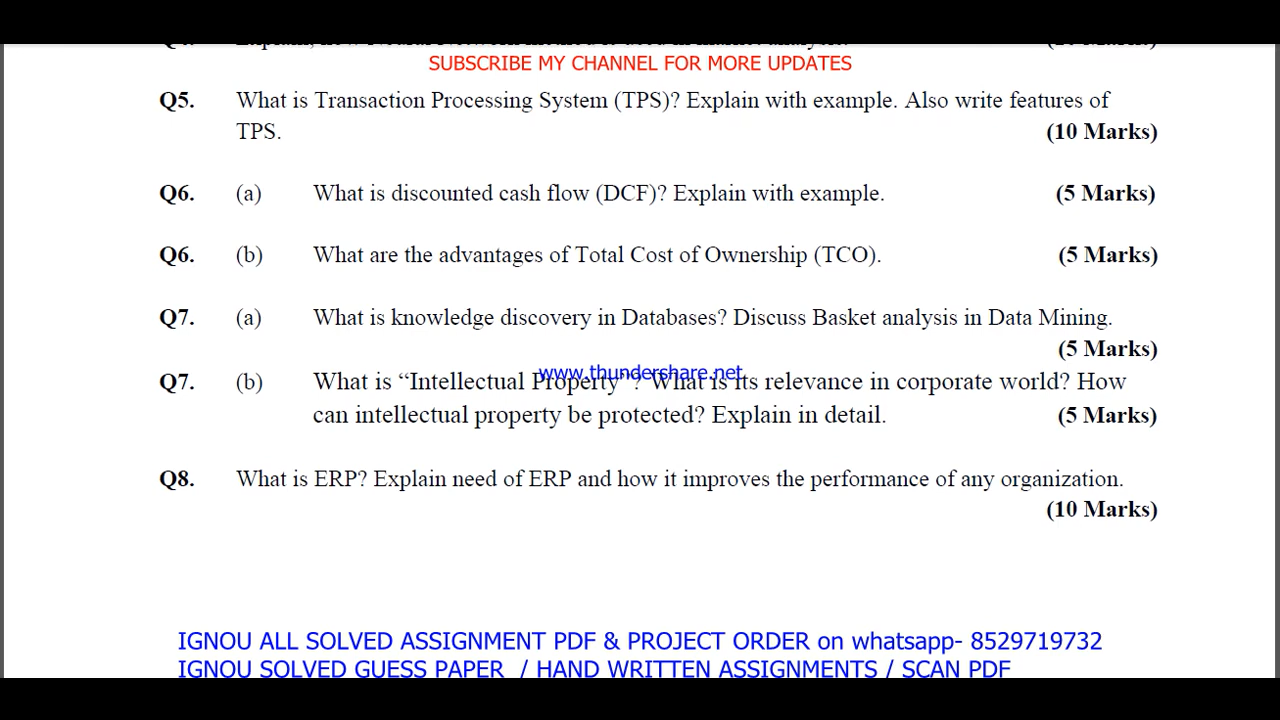 SUBSCRIBE MY CHANNEL FOR MORE UPDATES
Q5. What is Transaction Processing System (TPS)? Explain with example. Also write features of
TPS. (10 Marks)
Q6. (a) What is discounted cash flow (DCF)? Explain with example. (5 Marks)
Q6. (b) What are the advantages of Total Cost of Ownership (TCO). (5 Marks)
Q7. (a) What is knowledge discovery in Databases? Discuss Basket analysis in Data Mining.
(5 Marks)
www.thundershare.net
Q7. (b) What is “Intellectual Property”? What is its relevance in corporate world? How
can intellectual property be protected? Explain in detail. (5 Marks)
Q8. What is ERP? Explain need of ERP and how it improves the performance of any organization.
(10 Marks)
IGNOU ALL SOLVED ASSIGNMENT PDF & PROJECT ORDER on whatsapp- 8529719732
IGNOU SOLVED GUESS PAPER / HAND WRITTEN ASSIGNMENTS / SCAN PDF